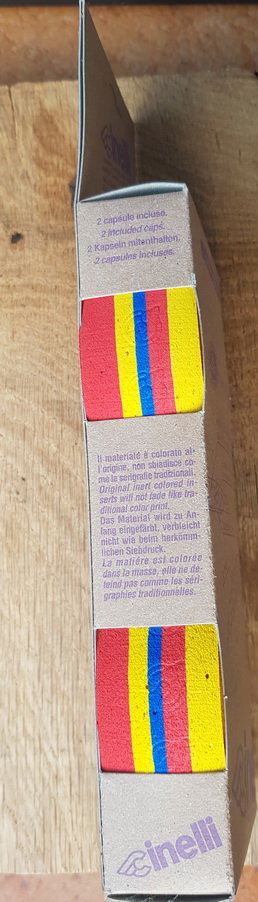 2 capsule incluse.
2 included caps.
2 Kapseln mitenthalten.
2 capsules incluses.
Il materiale è colorato al-
l'origine, non sbiadisce co-
me le serigrafie tradizionali.
Original inert colored in-
serts will not fade like tra-
ditional color print.
Das Material wird zu An-
fang eingefärbt, verbleicht
nicht wie beim herkömm-
lichen Siebdruck.
La matière est colorée
dans la masse, elle ne dé-
teind pas comme les séri-
graphies traditionnelles.
cinelli